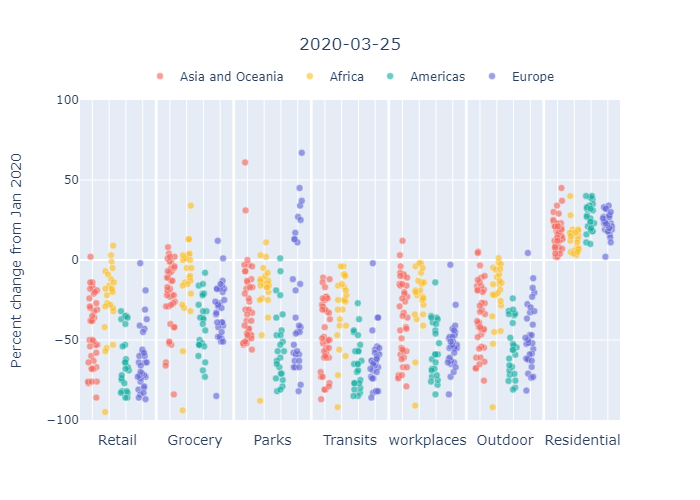 2020-03-25
Asia and Oceania Africa Americas Europe
Percent change from Jan 2020
100
50
0
−50
−100
Retail Grocery Parks Transits workplaces Outdoor Residential